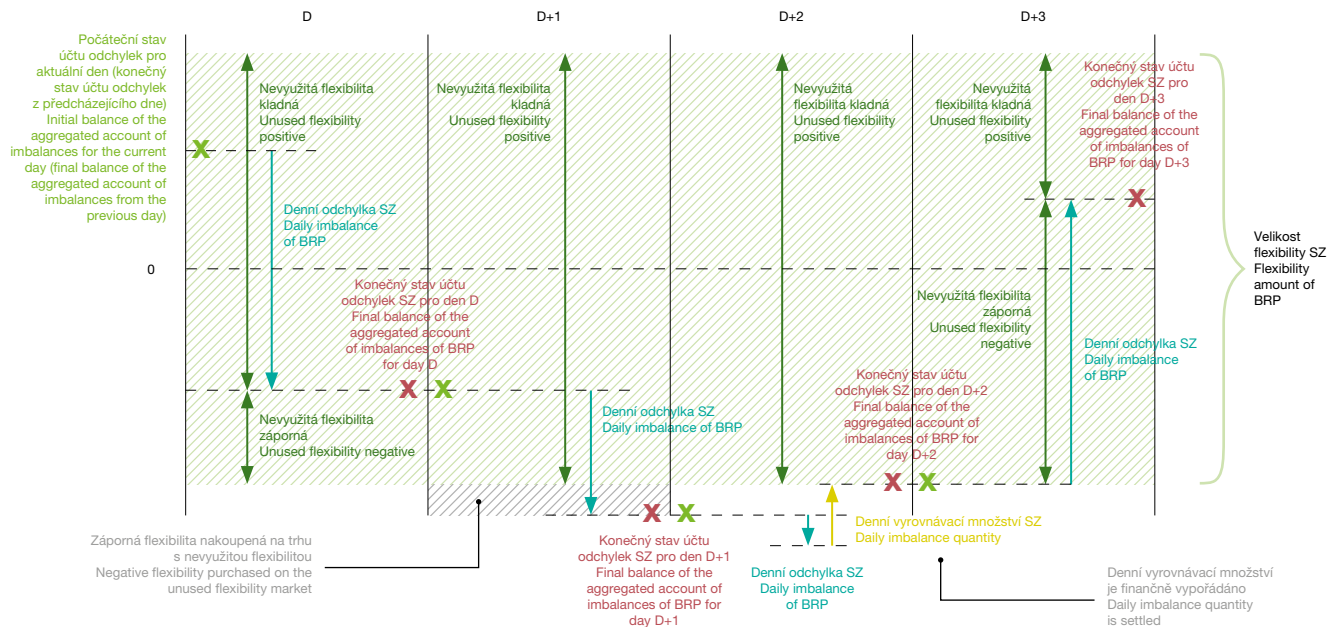 D
D+1
D+2
D+3
Počáteční stav
účtu odchylek pro
aktuální den (konečný
stav účtu odchylek
z předcházejícího dne)
Initial balance of the
aggregated account of
imbalances for the current
day (final balance of the
aggregated account of
imbalances from the
previous day)
0
X
Nevyužitá flexibilita
kladná
Unused flexibility
positive
Denní odchylka SZ
Daily imbalance
of BRP
Konečný stav účtu
odchylek SZ pro den D
Final balance of the
aggregated account
of imbalances of BRP
for day D
X
X
Nevyužitá flexibilita
záporná
Unused flexibility negative
Nevyužitá flexibilita
kladná
Unused flexibility
positive
Denní odchylka SZ
Daily imbalance of BRP
Záporná flexibilita nakoupená na trhu
s nevyužitou flexibilitou
Negative flexibility purchased on the
unused flexibility market
X
X
Konečný stav účtu
odchylek SZ pro den D+1
Final balance of the
aggregated account of
imbalances of BRP for
day D+1
Nevyužitá
flexibilita kladná
Unused flexibility
positive
Konečný stav účtu
odchylek SZ pro den D+2
Final balance of the
aggregated account of
imbalances of BRP for
day D+2
X
X
Denní vyrovnávací množství SZ
Daily imbalance quantity
Denní odchylka SZ
Daily imbalance
of BRP
Nevyužitá
flexibilita kladná
Unused flexibility
positive
Konečný stav účtu
odchylek SZ pro
den D+3
Final balance of the
aggregated account
of imbalances of
BRP for day D+3
X
Nevyužitá flexibilita
záporná
Unused flexibility
negative
Denní odchylka SZ
Daily imbalance
of BRP
Velikost
flexibility SZ
Flexibility
amount of
BRP
Denní vyrovnávací množství
je finančně vypořádáno
Daily imbalance quantity
is settled